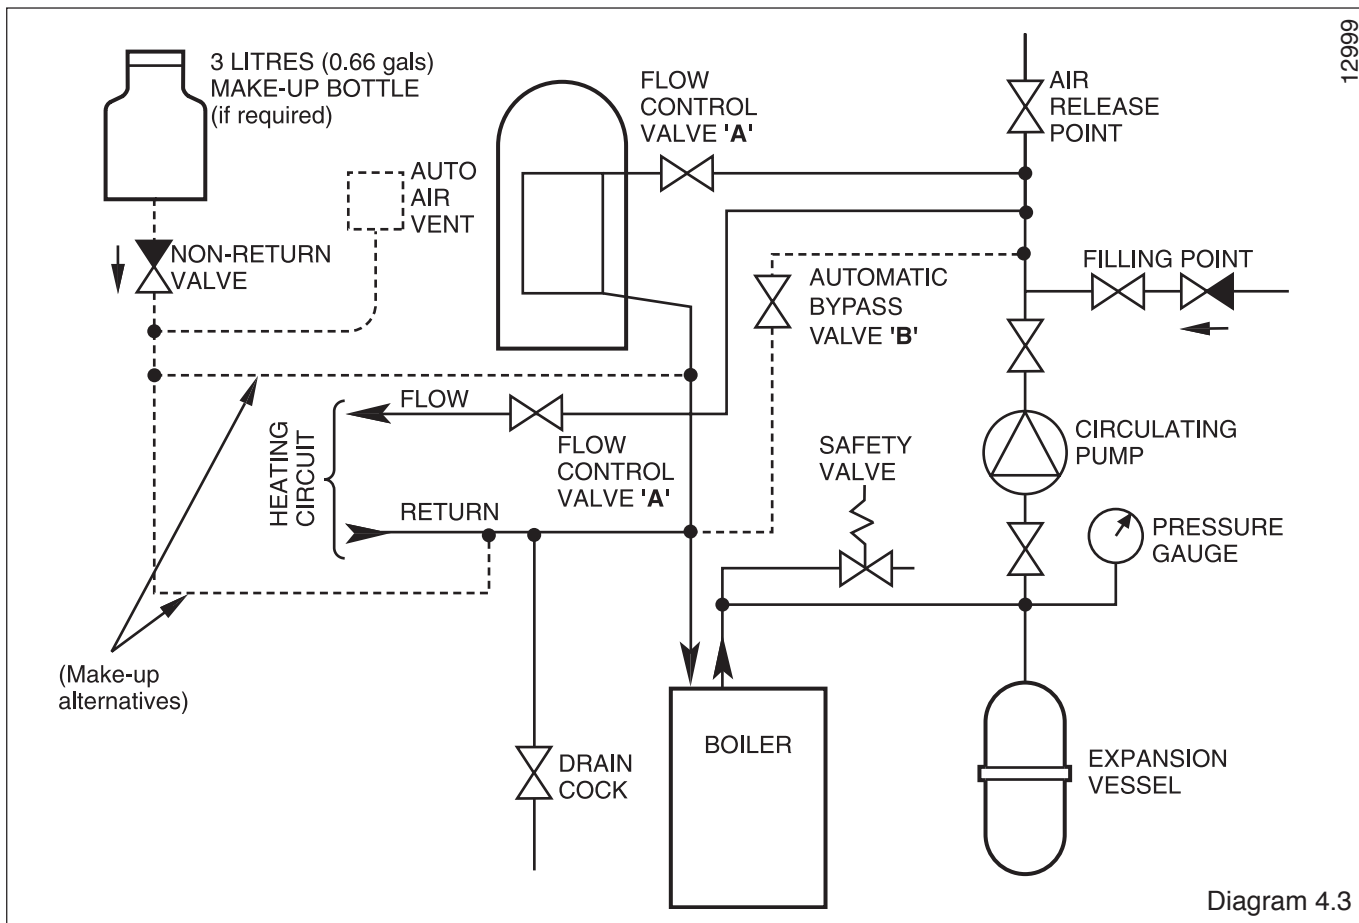 12999
3 LITRES (0.66 gals)
MAKE-UP BOTTLE
(if required)
FLOW
CONTROL
VALVE 'A'
AIR
RELEASE
POINT
AUTO
AIR
VENT
NON-RETURN
VALVE
AUTOMATIC
BYPASS
VALVE 'B'
FILLING POINT
FLOW
FLOW
CONTROL
VALVE 'A'
HEATING
CIRCUIT
RETURN
SAFETY
VALVE
CIRCULATING
PUMP
PRESSURE
GAUGE
(Make-up
alternatives)
DRAIN
COCK
BOILER
EXPANSION
VESSEL
Diagram 4.3